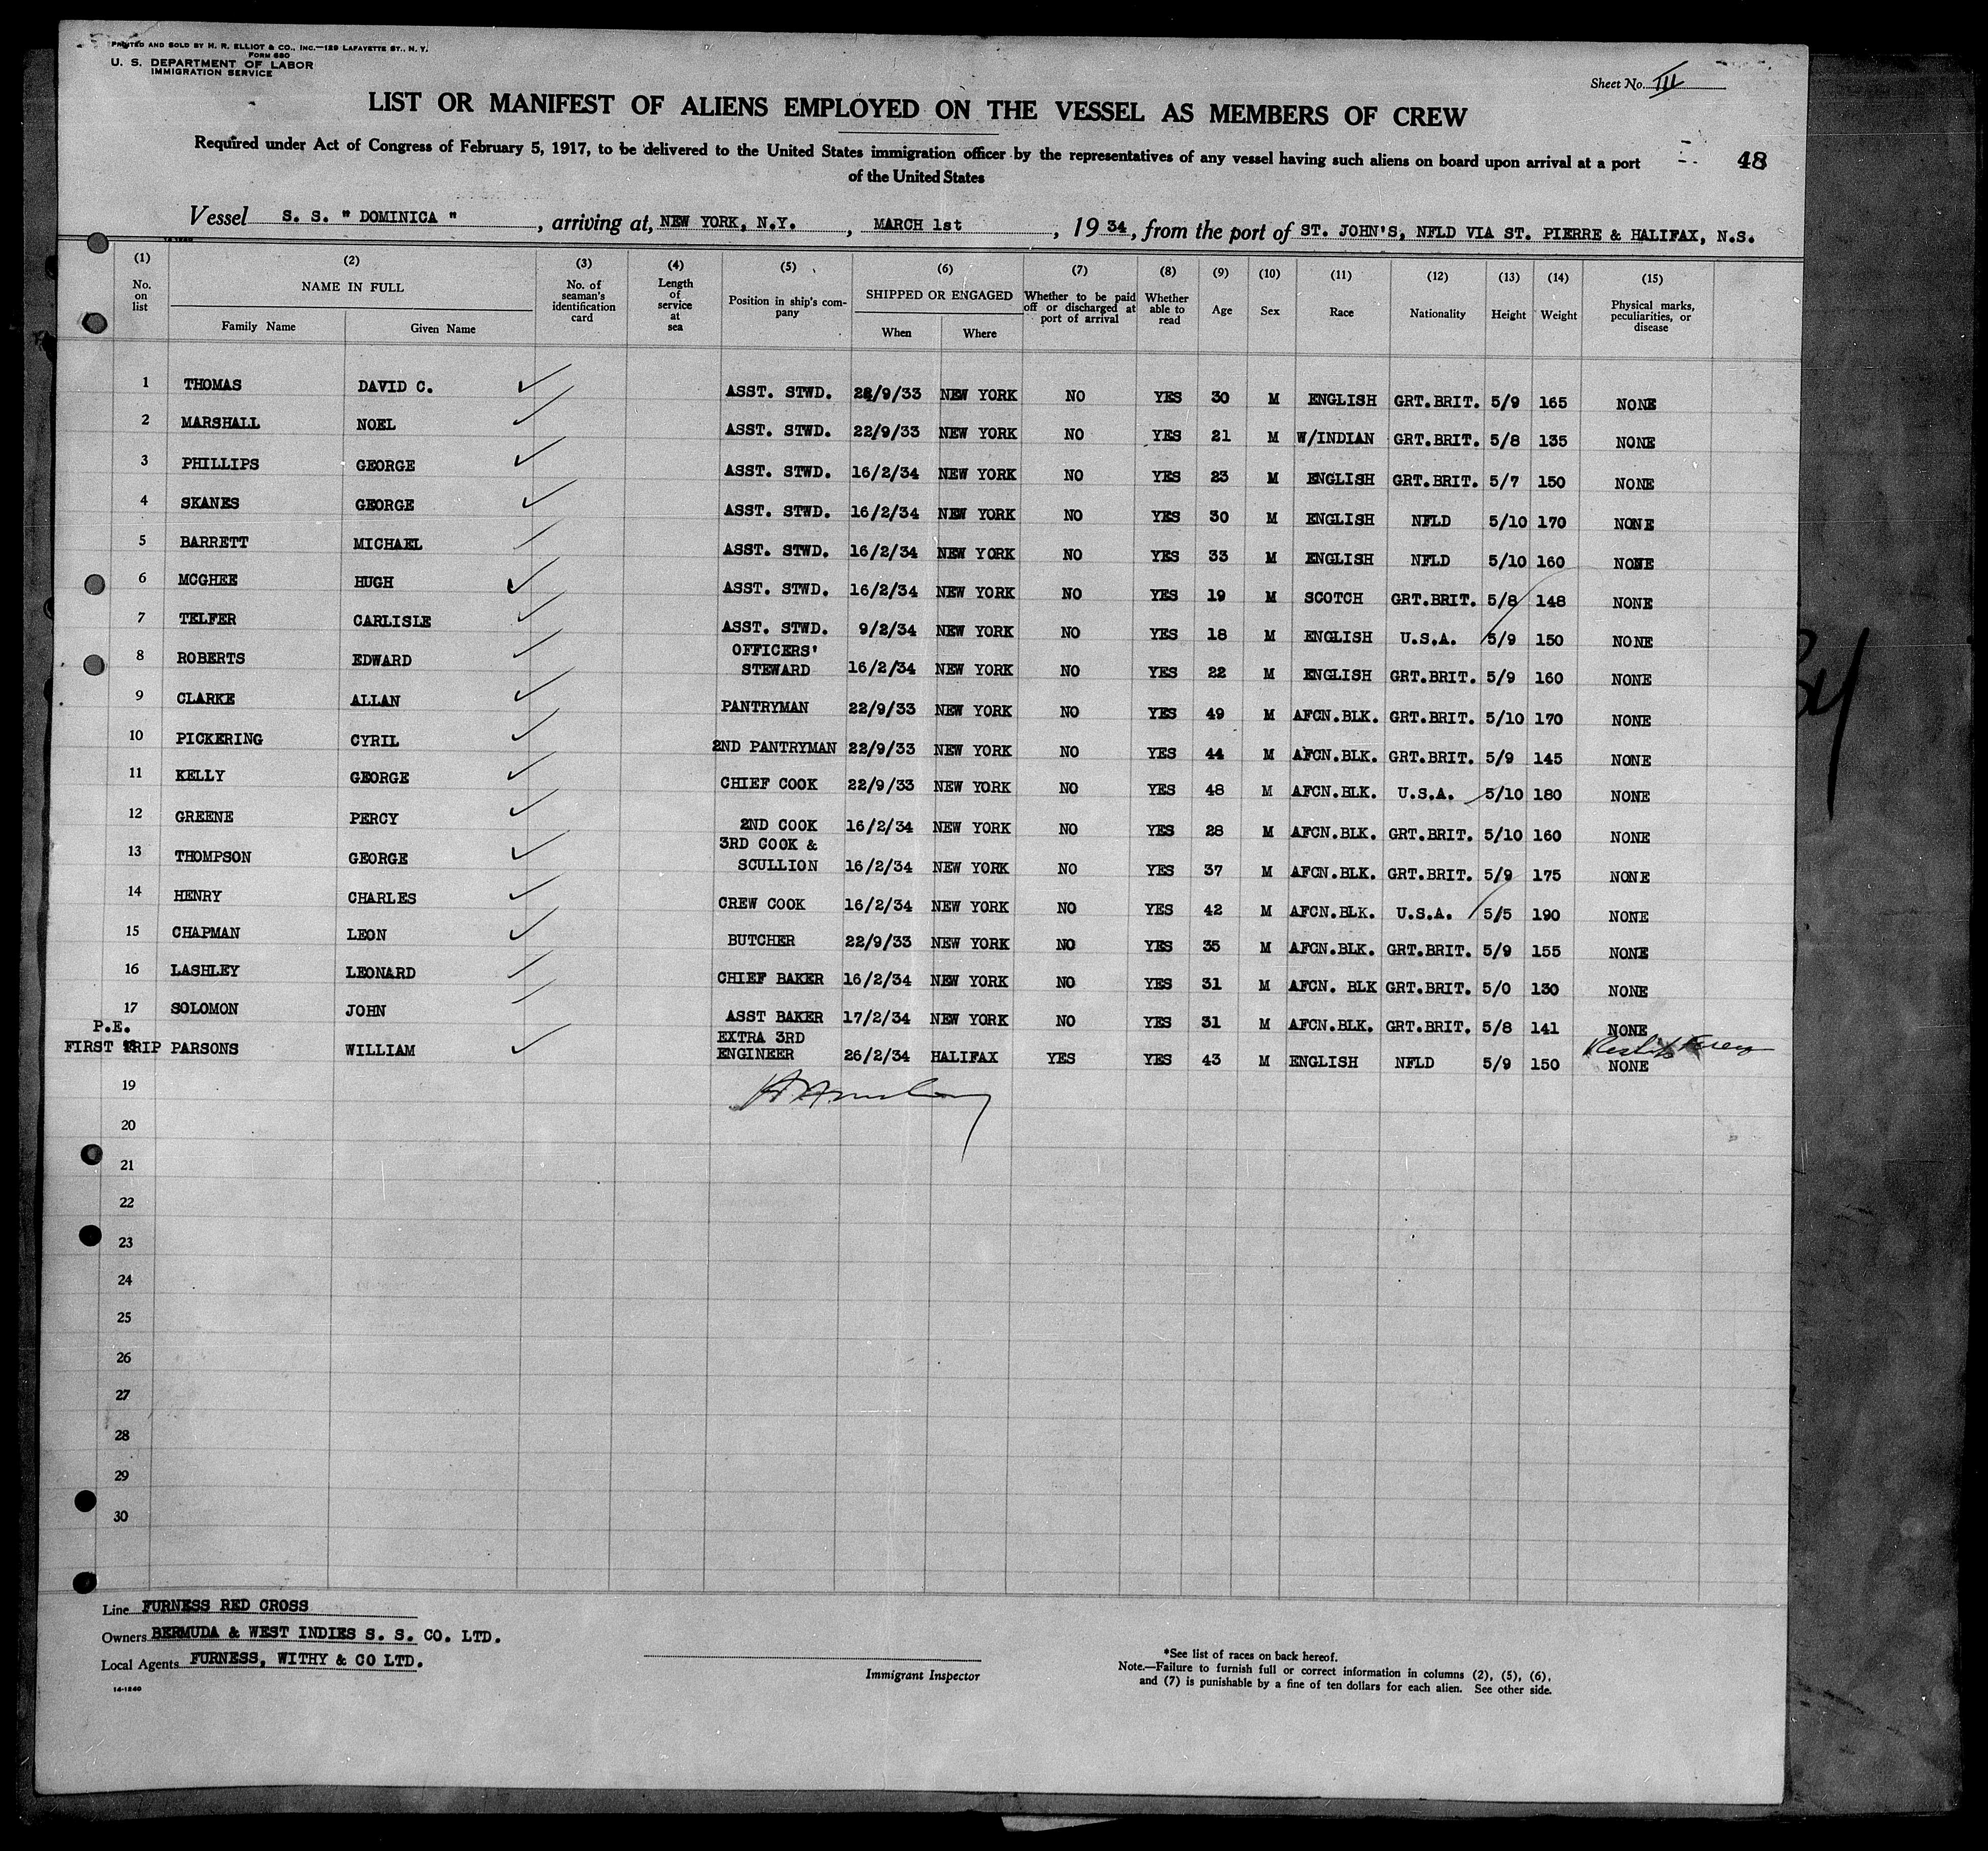 PRINTED AND SOLD BY H. R. ELLIOT & CO., INC.—129 LAFAYETTE ST., N. Y.
FORM 680
U. S. DEPARTMENT OF LABOR
IMMIGRATION SERVICE
Sheet No. III
LIST OR MANIFEST OF ALIENS EMPLOYED ON THE VESSEL AS MEMBERS OF CREW
Required under Act of Congress of February 5, 1917, to be delivered to the United States immigration officer by the representatives of any vessel having such aliens on board upon arrival at a port
of the United States
48
Vessel S. S. " DOMINICA " , arriving at, NEW YORK, N.Y. , MARCH 1st , 19 34, from the port of ST. JOHN'S, NFLD VIA ST. PIERRE & HALIFAX, N.S.
14-1240
(1) No. on list (2) NAME IN FULL Family Name Given Name (3) No. of seaman's identification card (4) Length of service at sea (5) Position in ship's company (6) SHIPPED OR ENGAGED When Where (7) Whether to be paid off or discharged at port of arrival (8) Whether able to read (9) Age (10) Sex (11) Race (12) Nationality (13) Height (14) Weight (15) Physical marks, peculiarities, or disease
1 THOMAS DAVID C. ASST. STWD. 28/9/33 NEW YORK NO YES 30 M ENGLISH GRT.BRIT. 5/9 165 NONE
2 MARSHALL NOEL ASST. STWD. 22/9/33 NEW YORK NO YES 21 M W/INDIAN GRT.BRIT. 5/8 135 NONE
3 PHILLIPS GEORGE ASST. STWD. 16/2/34 NEW YORK NO YES 23 M ENGLISH GRT.BRIT. 5/7 150 NONE
4 SKANES GEORGE ASST. STWD. 16/2/34 NEW YORK NO YES 30 M ENGLISH NFLD 5/10 170 NONE
5 BARRETT MICHAEL ASST. STWD. 16/2/34 NEW YORK NO YES 33 M ENGLISH NFLD 5/10 160 NONE
6 MCGHEE HUGH ASST. STWD. 16/2/34 NEW YORK NO YES 19 M SCOTCH GRT.BRIT. 5/8 148 NONE
7 TELFER CARLISLE ASST. STWD. 9/2/34 NEW YORK NO YES 18 M ENGLISH U.S.A. 5/9 150 NONE
8 ROBERTS EDWARD OFFICERS' STEWARD 16/2/34 NEW YORK NO YES 22 M ENGLISH GRT.BRIT. 5/9 160 NONE
9 CLARKE ALLAN PANTRYMAN 22/9/33 NEW YORK NO YES 49 M AFCN.BLK. GRT.BRIT. 5/10 170 NONE
10 PICKERING CYRIL 2ND PANTRYMAN 22/9/33 NEW YORK NO YES 44 M AFCN.BLK. GRT.BRIT. 5/9 145 NONE
11 KELLY GEORGE CHIEF COOK 22/9/33 NEW YORK NO YES 48 M AFCN.BLK. U.S.A. 5/10 180 NONE
12 GREENE PERCY 2ND COOK 16/2/34 NEW YORK NO YES 28 M AFCN.BLK. GRT.BRIT. 5/10 160 NONE
13 THOMPSON GEORGE 3RD COOK & SCULLION 16/2/34 NEW YORK NO YES 37 M AFCN.BLK. GRT.BRIT. 5/9 175 NONE
14 HENRY CHARLES CREW COOK 16/2/34 NEW YORK NO YES 42 M AFCN.BLK. U.S.A. 5/5 190 NONE
15 CHAPMAN LEON BUTCHER 22/9/33 NEW YORK NO YES 35 M AFCN.BLK. GRT.BRIT. 5/9 155 NONE
16 LASHLEY LEONARD CHIEF BAKER 16/2/34 NEW YORK NO YES 31 M AFCN. BLK GRT.BRIT. 5/0 130 NONE
17 SOLOMON JOHN ASST BAKER 17/2/34 NEW YORK NO YES 31 M AFCN.BLK. GRT.BRIT. 5/8 141 NONE
P.E.
FIRST TRIP 18 PARSONS WILLIAM EXTRA 3RD ENGINEER 26/2/34 HALIFAX YES YES 43 M ENGLISH NFLD 5/9 150 NONE
19
20
21
22
23
24
25
26
27
28
29
30
Line FURNESS RED CROSS
Owners BERMUDA & WEST INDIES S. S. CO. LTD.
Local Agents FURNESS, WITHY & CO LTD.
14-1240
Immigrant Inspector
*See list of races on back hereof.
Note.—Failure to furnish full or correct information in columns (2), (5), (6),
and (7) is punishable by a fine of ten dollars for each alien. See other side.